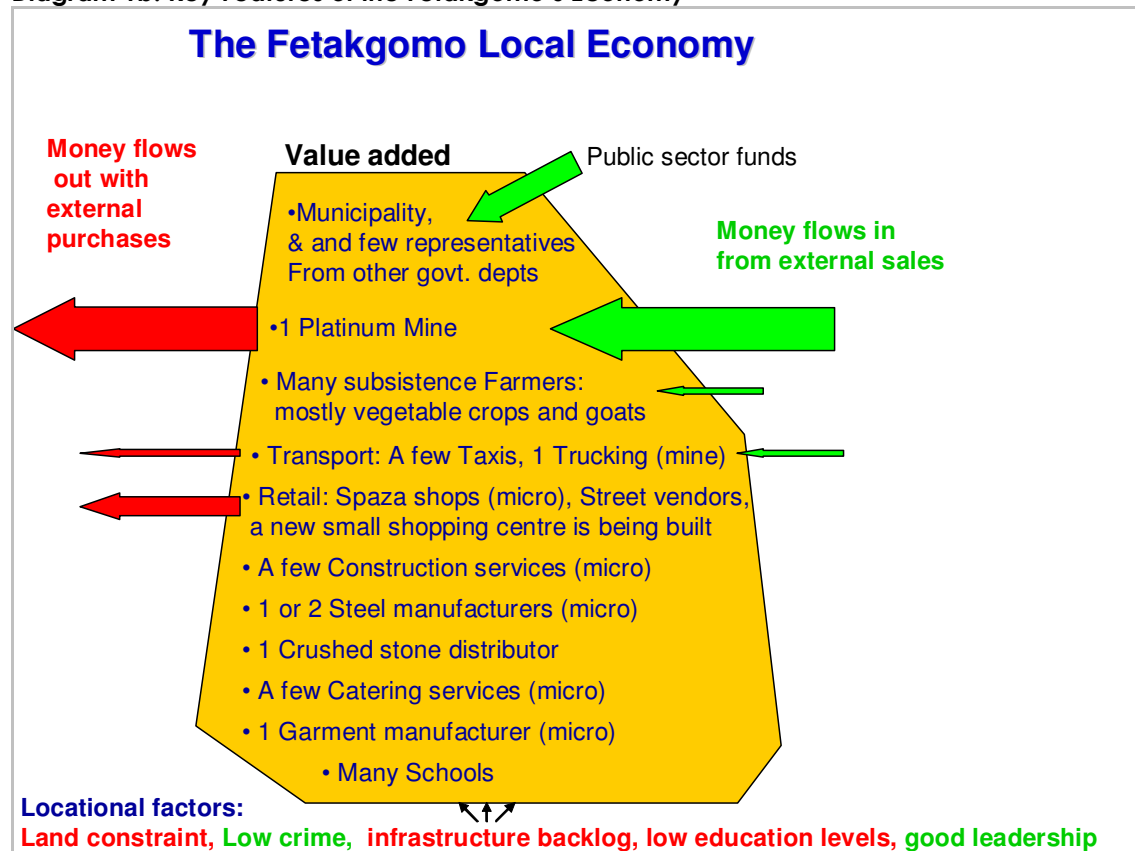 The Fetakgomo Local Economy
Money flows
out with
external
purchases
Value added
Public sector funds
•Municipality,
& and few representatives
From other govt. depts
Money flows in
from external sales
•1 Platinum Mine
• Many subsistence Farmers:
mostly vegetable crops and goats
• Transport: A few Taxis, 1 Trucking (mine)
• Retail: Spaza shops (micro), Street vendors,
a new small shopping centre is being built
• A few Construction services (micro)
• 1 or 2 Steel manufacturers (micro)
• 1 Crushed stone distributor
• A few Catering services (micro)
• 1 Garment manufacturer (micro)
• Many Schools
Locational factors:
Land constraint, Low crime, infrastructure backlog, low education levels, good leadership